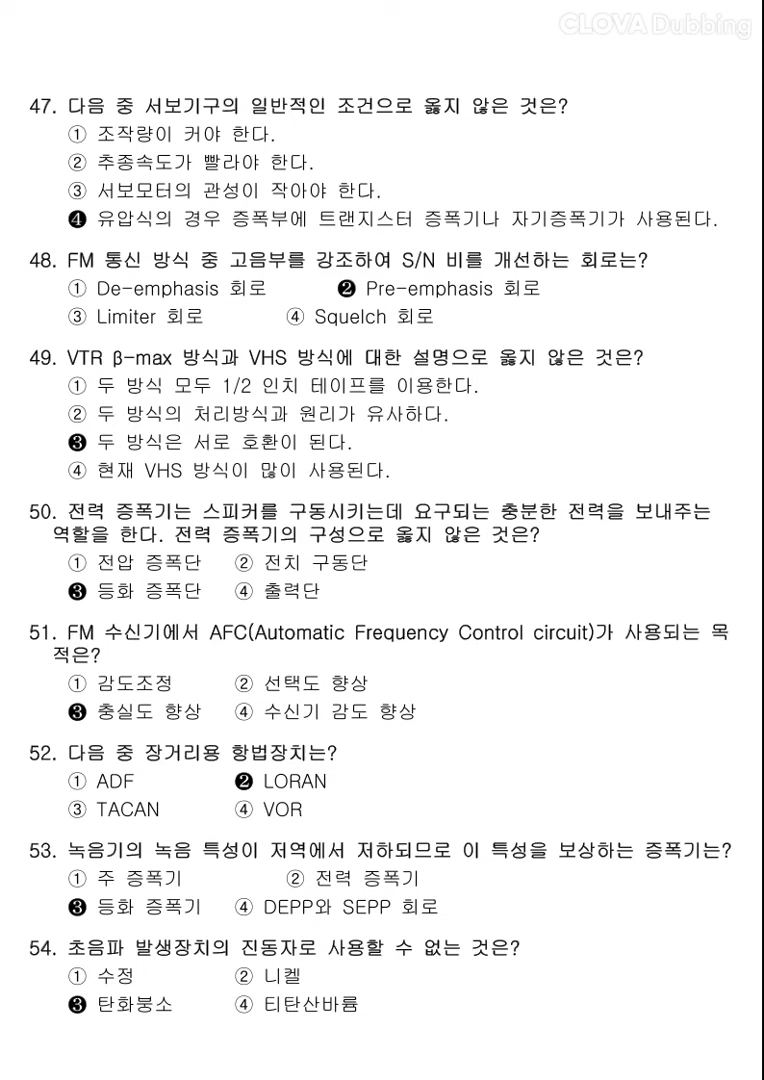 CLOVA Dubbing
47. 다음 중 서보기구의 일반적인 조건으로 옳지 않은 것은?
① 조작량이 커야 한다.
② 추종속도가 빨라야 한다.
③ 서보모터의 관성이 작아야 한다.
❹ 유압식의 경우 증폭부에 트랜지스터 증폭기나 자기증폭기가 사용된다.
48. FM 통신 방식 중 고음부를 강조하여 S/N 비를 개선하는 회로는?
① De-emphasis 회로 ❷ Pre-emphasis 회로
③ Limiter 회로 ④ Squelch 회로
49. VTR β-max 방식과 VHS 방식에 대한 설명으로 옳지 않은 것은?
① 두 방식 모두 1/2 인치 테이프를 이용한다.
② 두 방식의 처리방식과 원리가 유사하다.
❸ 두 방식은 서로 호환이 된다.
④ 현재 VHS 방식이 많이 사용된다.
50. 전력 증폭기는 스피커를 구동시키는데 요구되는 충분한 전력을 보내주는
역할을 한다. 전력 증폭기의 구성으로 옳지 않은 것은?
① 전압 증폭단 ② 전치 구동단
❸ 등화 증폭단 ④ 출력단
51. FM 수신기에서 AFC(Automatic Frequency Control circuit)가 사용되는 목
적은?
① 감도조정 ② 선택도 향상
❸ 충실도 향상 ④ 수신기 감도 향상
52. 다음 중 장거리용 항법장치는?
① ADF ❷ LORAN
③ TACAN ④ VOR
53. 녹음기의 녹음 특성이 저역에서 저하되므로 이 특성을 보상하는 증폭기는?
① 주 증폭기 ② 전력 증폭기
❸ 등화 증폭기 ④ DEPP와 SEPP 회로
54. 초음파 발생장치의 진동자로 사용할 수 없는 것은?
① 수정 ② 니켈
❸ 탄화붕소 ④ 티탄산바륨